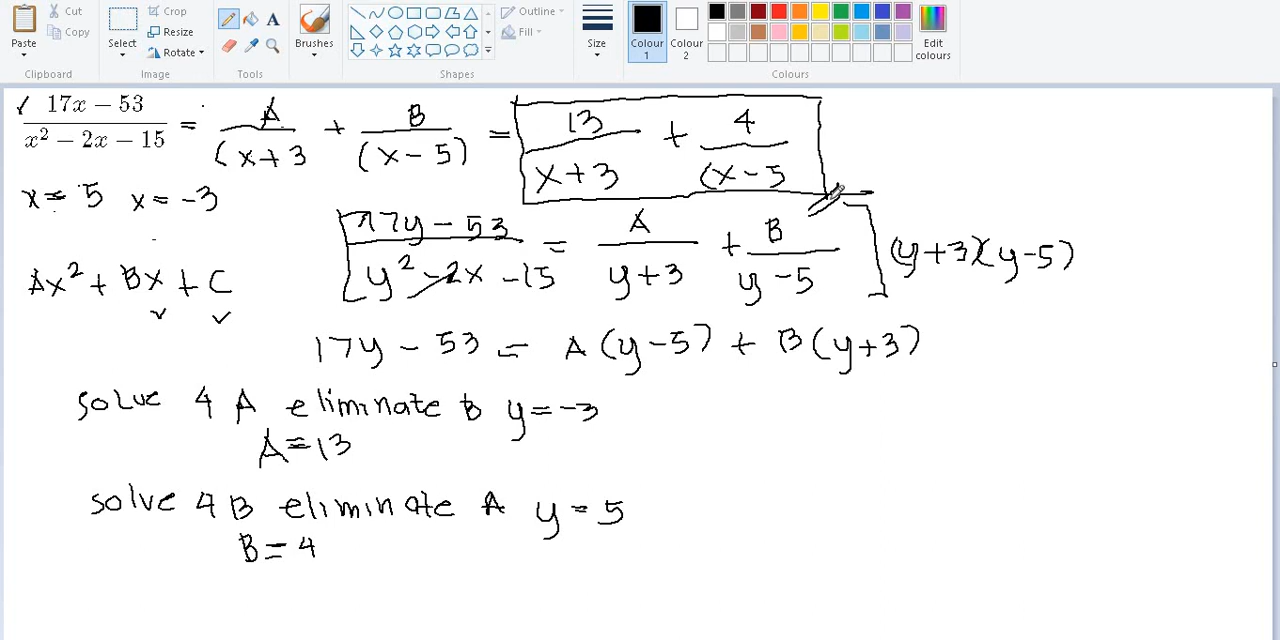 Cut
Copy
Paste
Clipboard
Select
Crop
Resize
Rotate
Image
A
Tools
Brushes
Shapes
Outline
Fill
Size
Colour 1
Colour 2
Edit colours
Colours
(17x − 53)/(x² − 2x − 15) = A/(x+3 + B/(x−5) = 13/x+3 + 4/(x−5
x = 5 x = −3
[17y − 53/y² − 2x − 15 = A/y+3 + B/y−5] (y+3)(y−5)
Ax² + Bx + C
17y − 53 = A(y−5) + B(y+3)
solve 4 A eliminate B y = −3
A = 13
solve 4 B eliminate A y = 5
B = 4